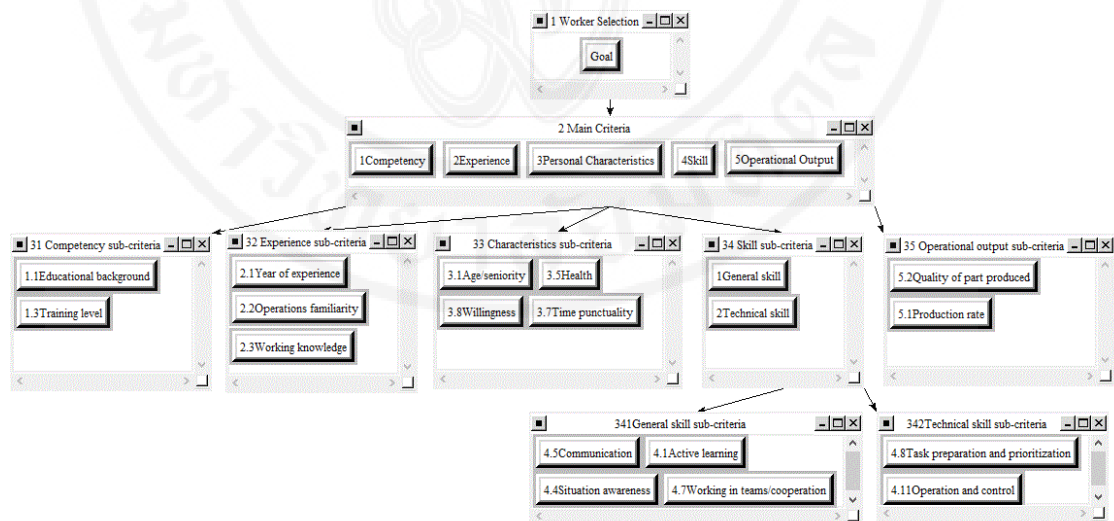 1 Worker Selection
Goal
2 Main Criteria
1Competency
2Experience
3Personal Characteristics
4Skill
5Operational Output
31 Competency sub-criteria
1.1Educational background
1.3Training level
32 Experience sub-criteria
2.1Year of experience
2.2Operations familiarity
2.3Working knowledge
33 Characteristics sub-criteria
3.1Age/seniority
3.5Health
3.8Willingness
3.7Time punctuality
34 Skill sub-criteria
1General skill
2Technical skill
35 Operational output sub-criteria
5.2Quality of part produced
5.1Production rate
341General skill sub-criteria
4.5Communication
4.1Active learning
4.4Situation awareness
4.7Working in teams/cooperation
342Technical skill sub-criteria
4.8Task preparation and prioritization
4.11Operation and control